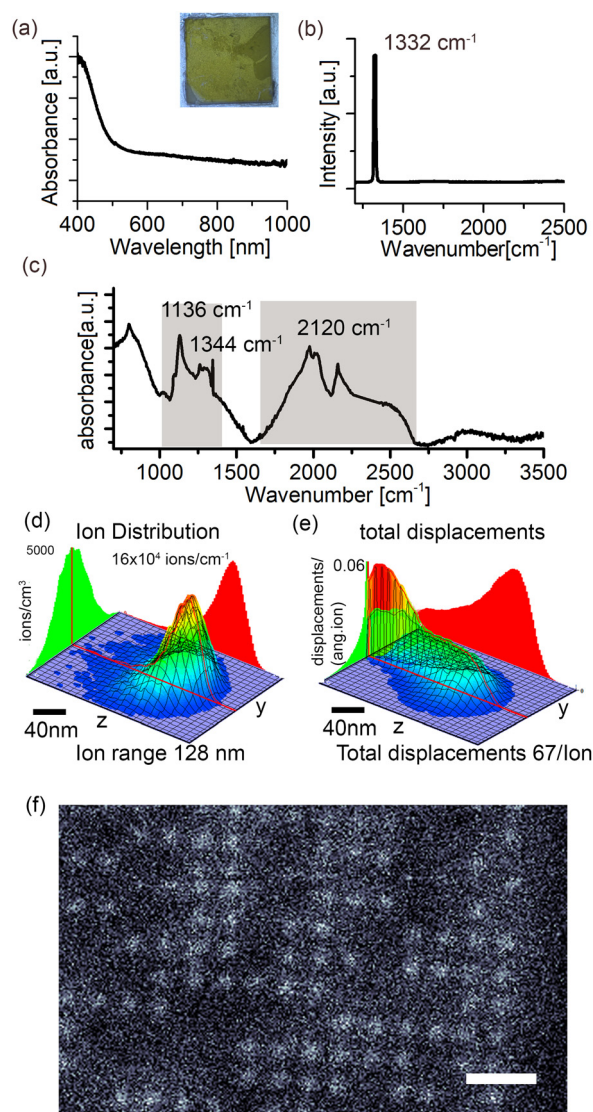 (a)
Absorbance [a.u.]
400 600 800 1000
Wavelength [nm]
(b)
1332 cm-1
Intensity [a.u.]
1500 2000 2500
Wavenumber[cm-1]
(c)
1136 cm-1
1344 cm-1
2120 cm-1
absorbance[a.u.]
1000 1500 2000 2500 3000 3500
Wavenumber [cm-1]
(d)
Ion Distribution
5000
16x10⁴ ions/cm-1
ions/cm³
z
y
40nm
Ion range 128 nm
(e)
total displacements
0.06
displacements/
(ang.ion)
z
y
40nm
Total displacements 67/Ion
(f)